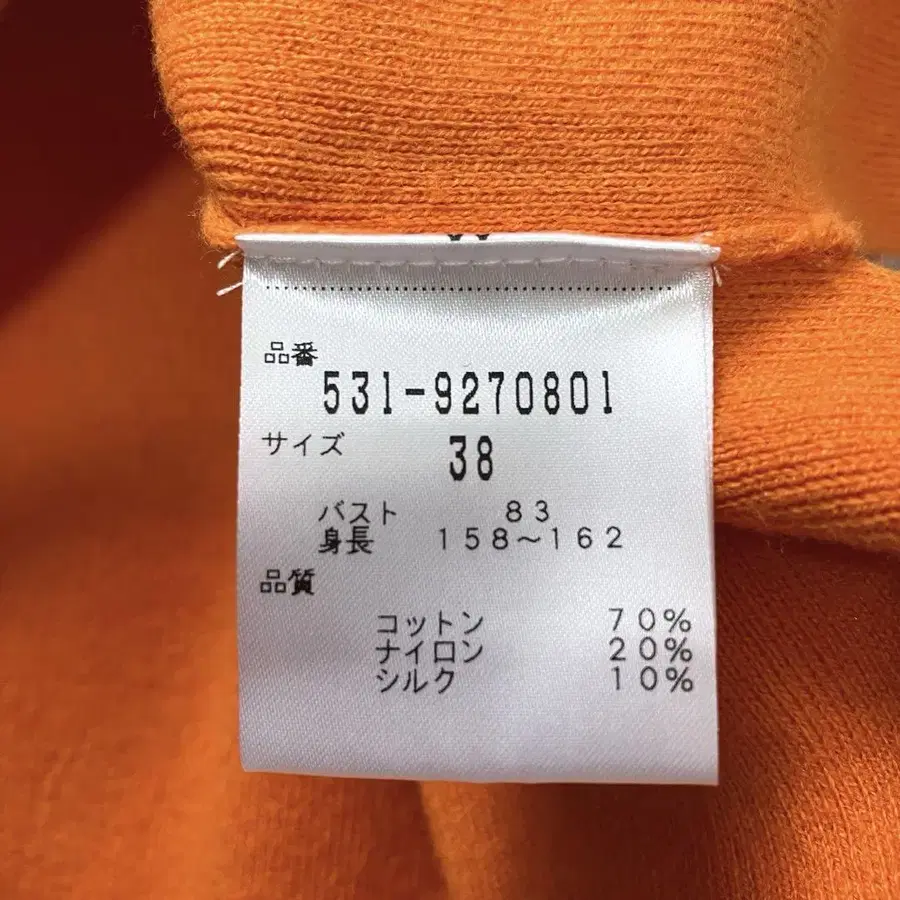 品番
531-9270801
サイズ 38
バスト 83
身長 158〜162
品質
コットン 70%
ナイロン 20%
シルク 10%